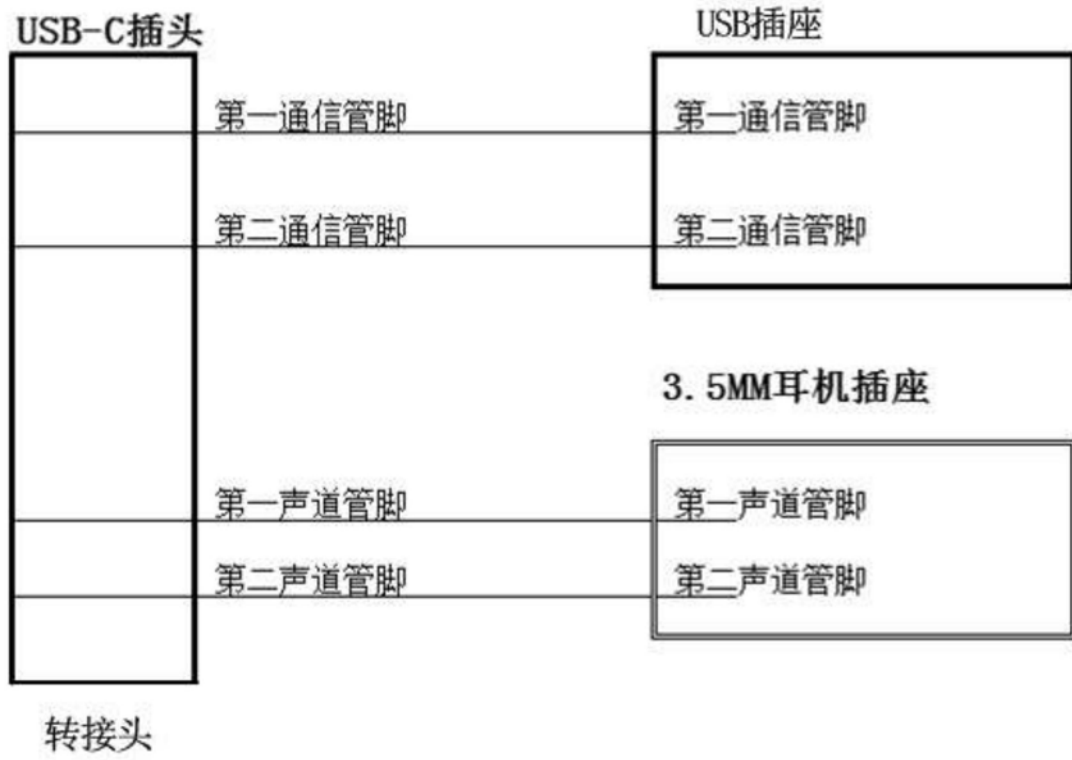 USB-C插头
USB插座
第一通信管脚
第一通信管脚
第二通信管脚
第二通信管脚
3.5MM耳机插座
第一声道管脚
第一声道管脚
第二声道管脚
第二声道管脚
转接头